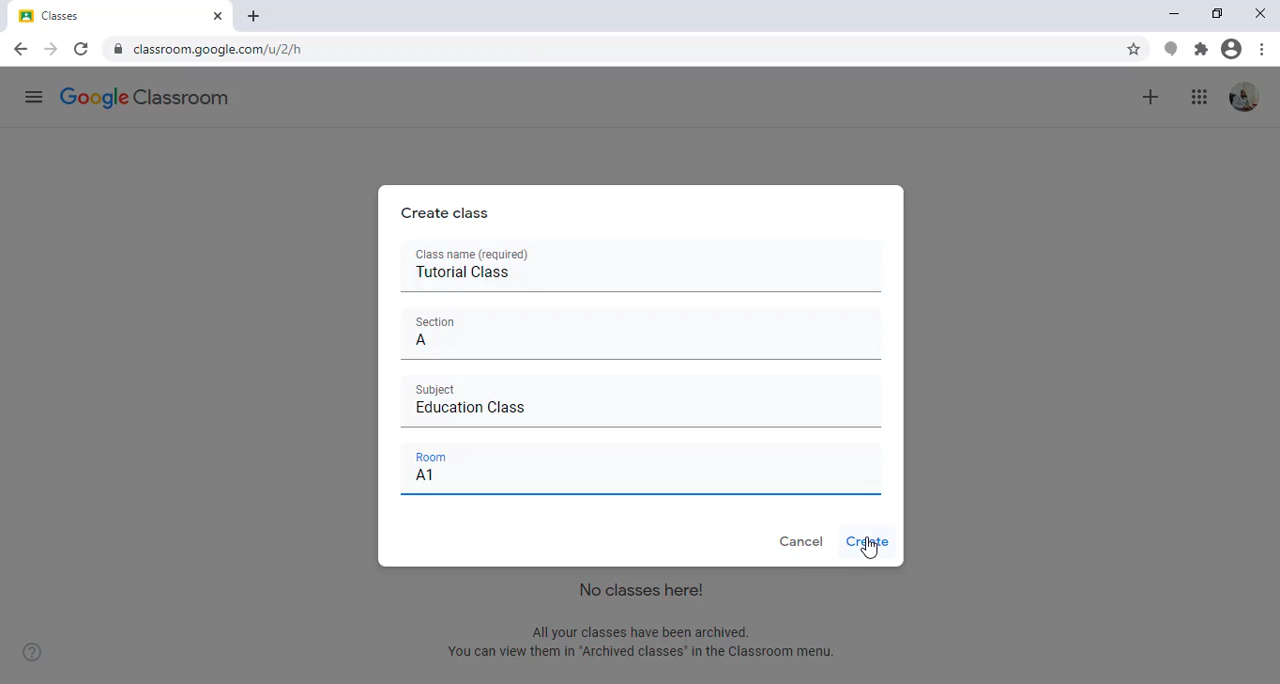 Classes
classroom.google.com/u/2/h
Google Classroom
Create class
Class name (required)
Tutorial Class
Section
A
Subject
Education Class
Room
A1
Cancel Create
No classes here!
All your classes have been archived.
You can view them in "Archived classes" in the Classroom menu.